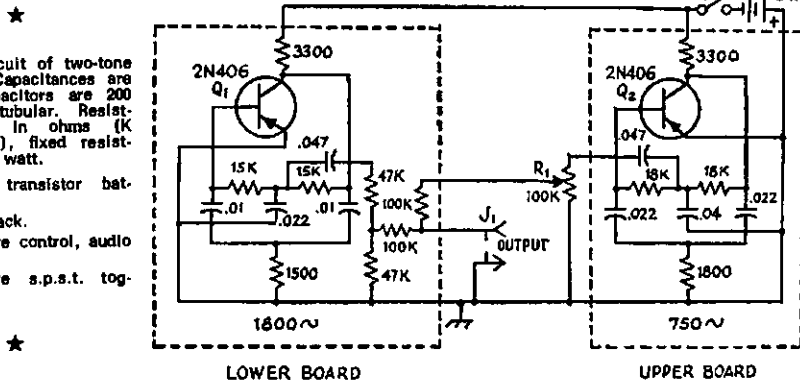 ★
cuit of two-tone
Capacitances are
acitors are 200
tubular. Resist-
in ohms (K
), fixed resist-
watt.
transistor bat-
ack.
re control, audio
re s.p.s.t. tog-
★
3300
2N406
Q1
.047
15K
15K
.01
.022
.01
1500
47K
100K
100K
47K
1800~
LOWER BOARD
J1
OUTPUT
R1
100K
+
3300
2N406
Q2
.047
18K
18K
.022
.04
.022
1800
750~
UPPER BOARD